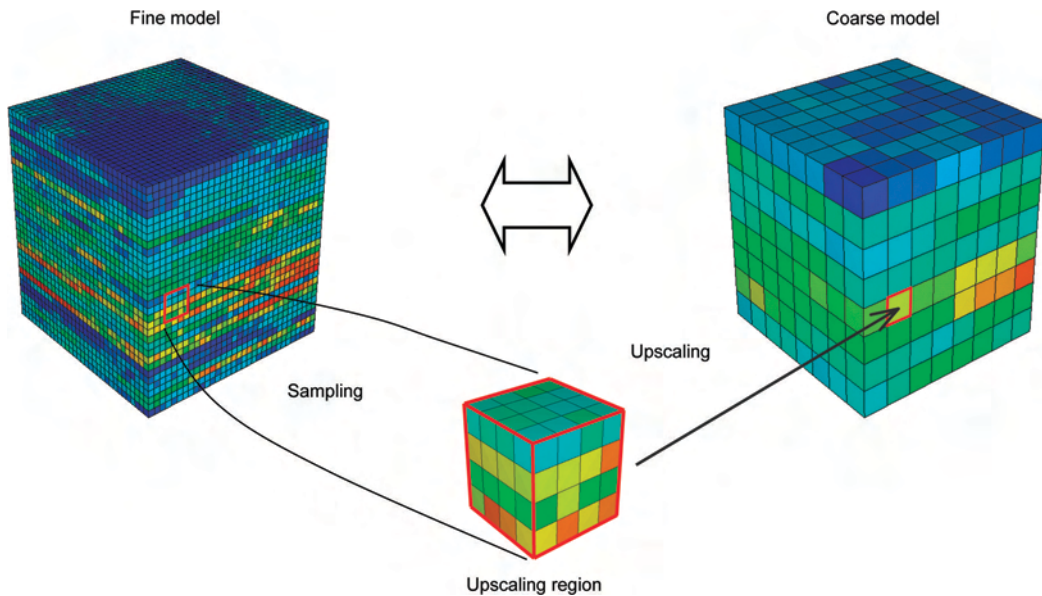 Fine model
Coarse model
Upscaling
Sampling
Upscaling region